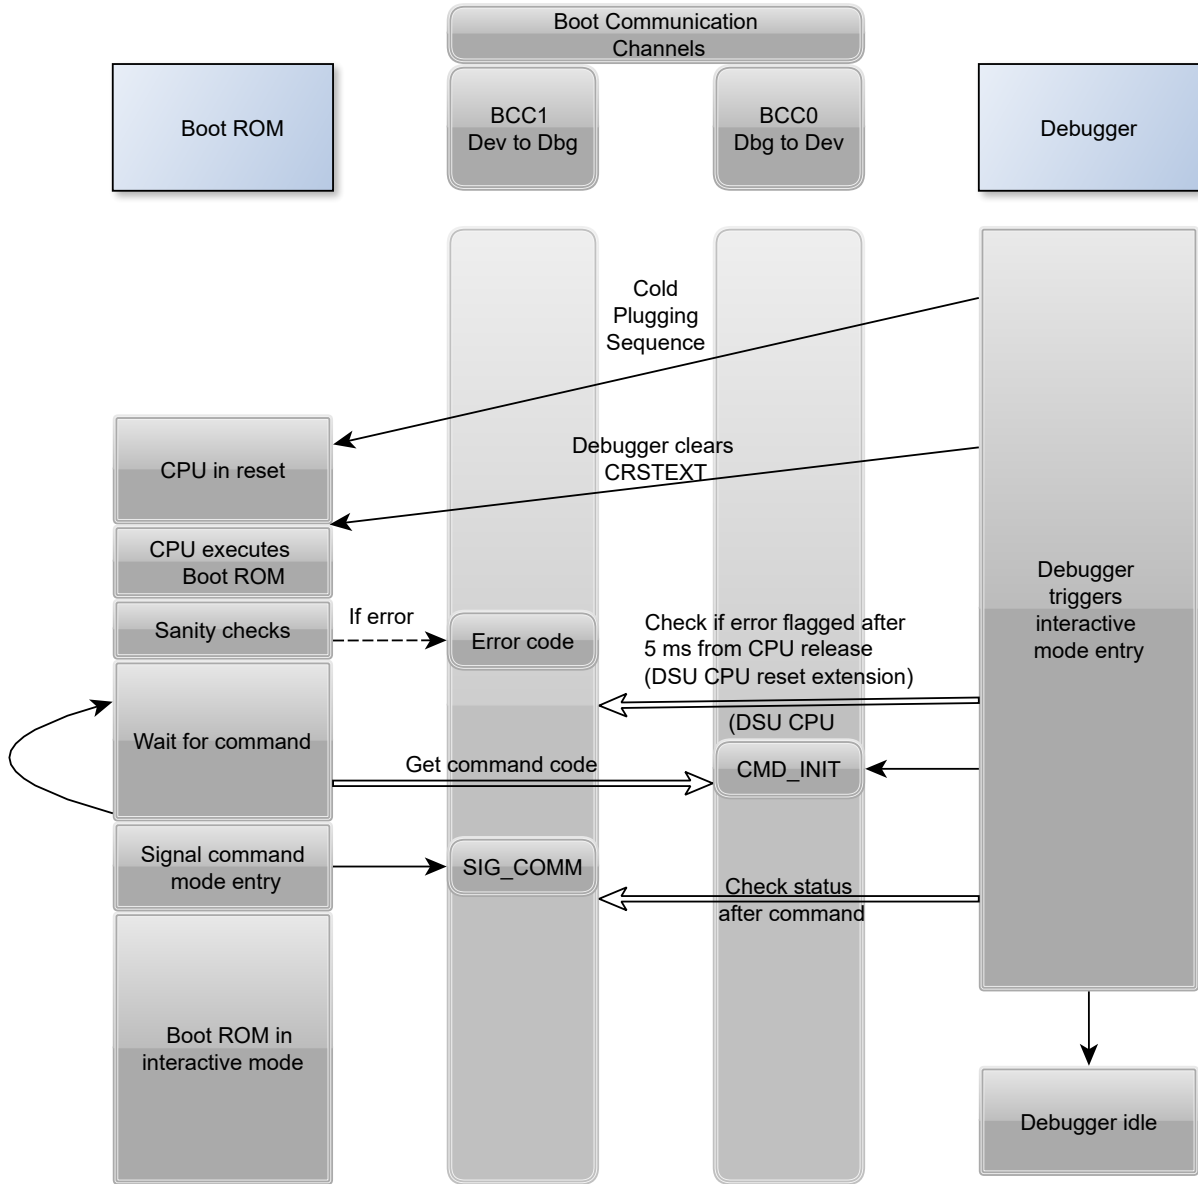 Boot Communication
Channels
Boot ROM
BCC1
Dev to Dbg
BCC0
Dbg to Dev
Debugger
Cold
Plugging
Sequence
Debugger clears
CRSTEXT
CPU in reset
CPU executes
Boot ROM
Sanity checks
If error
Error code
Check if error flagged after
5 ms from CPU release
(DSU CPU reset extension)
Debugger
triggers
interactive
mode entry
(DSU CPU
Wait for command
Get command code
CMD_INIT
Signal command
mode entry
SIG_COMM
Check status
after command
Boot ROM in
interactive mode
Debugger idle